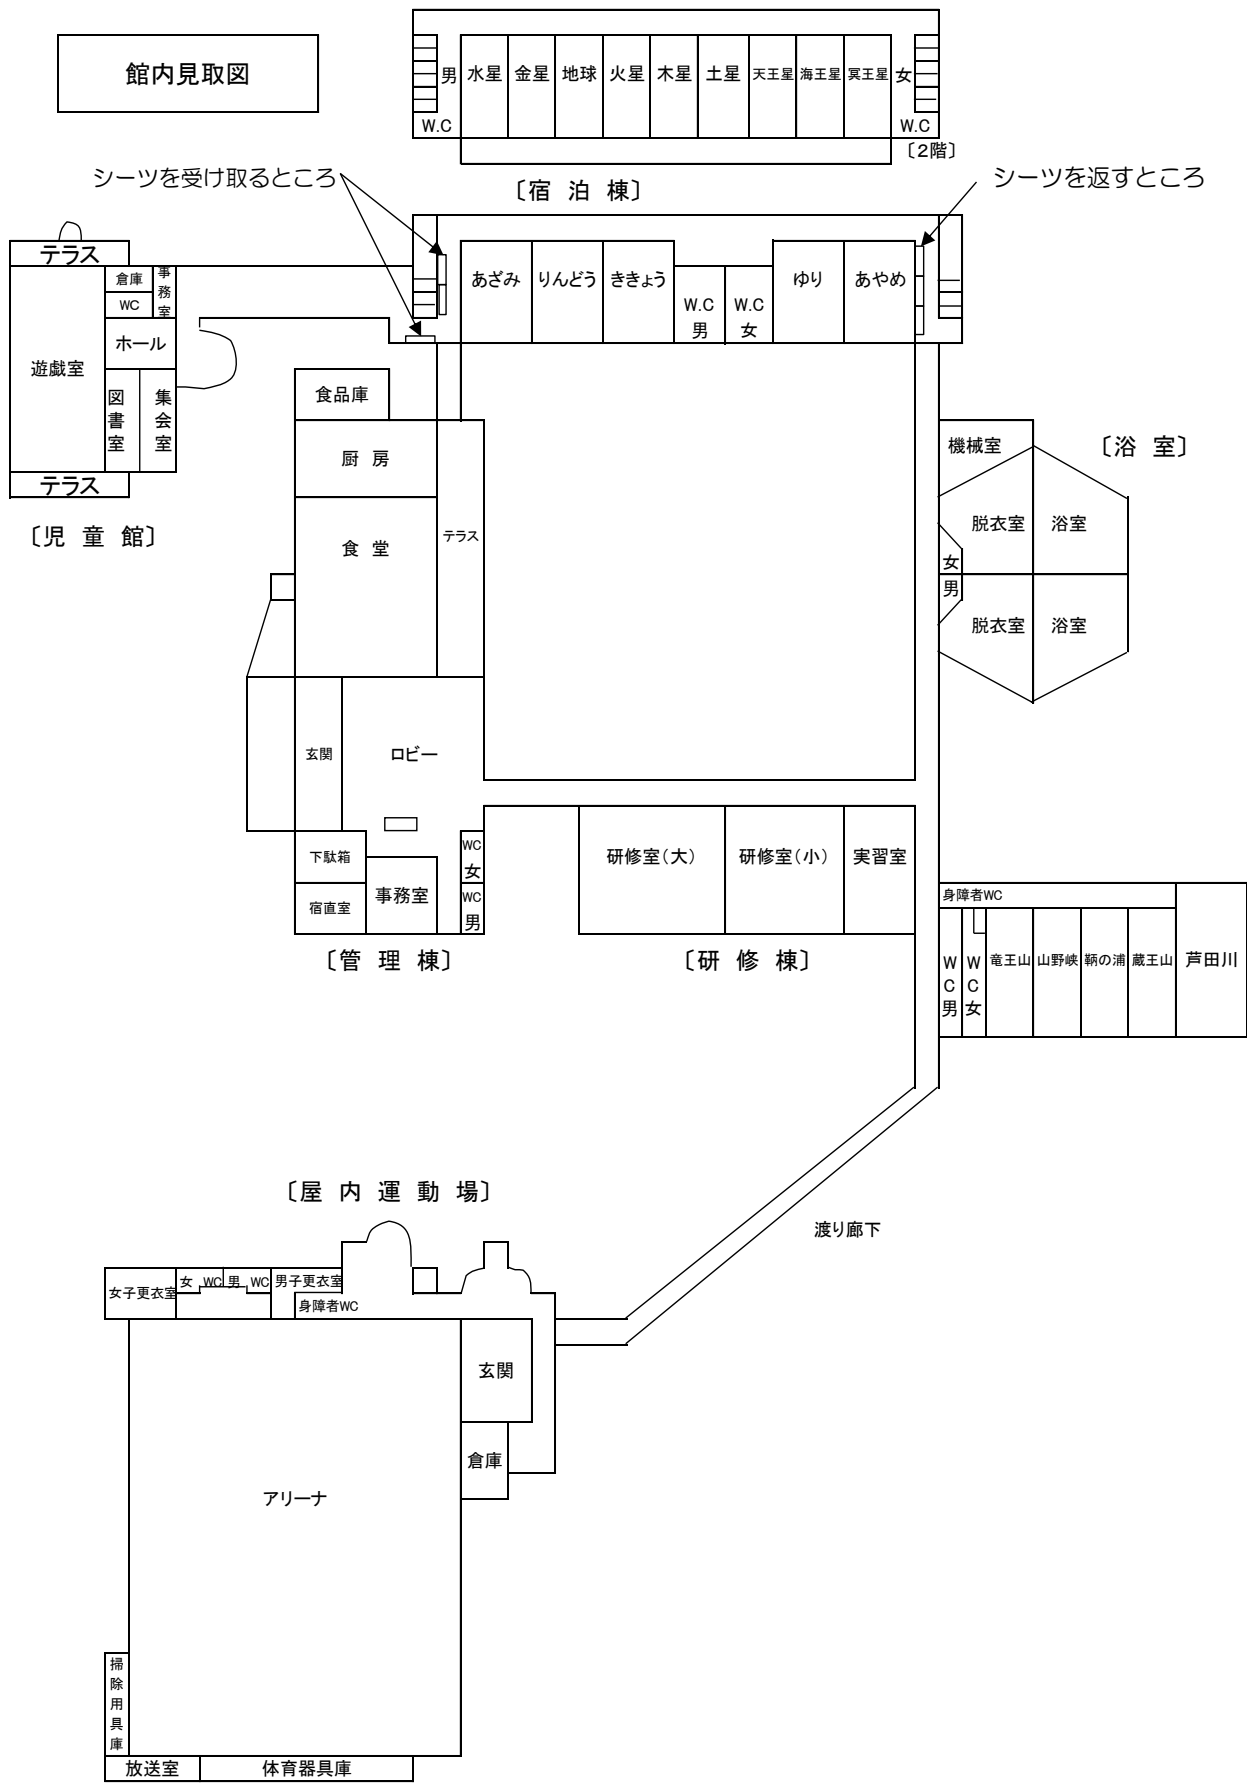 館内見取図
男
水星
金星
地球
火星
木星
土星
天王星
海王星
冥王星
女
W.C
W.C
〔2階〕
シーツを受け取るところ
〔宿 泊 棟〕
シーツを返すところ
テラス
倉庫
事務室
WC
ホール
遊戯室
図書室
集会室
テラス
〔児 童 館〕
あざみ
りんどう
ききょう
W.C
男
W.C
女
ゆり
あやめ
食品庫
厨 房
食 堂
テラス
機械室
〔浴 室〕
脱衣室
浴室
女
男
脱衣室
浴室
玄関
ロビー
下駄箱
宿直室
事務室
WC
女
WC
男
〔管 理 棟〕
研修室(大)
研修室(小)
実習室
〔研 修 棟〕
身障者WC
WC男
WC女
竜王山
山野峡
鞆の浦
蔵王山
芦田川
渡り廊下
〔屋 内 運 動 場〕
女子更衣室
女
WC
男
WC
男子更衣室
身障者WC
玄関
倉庫
アリーナ
掃除用具庫
放送室
体育器具庫